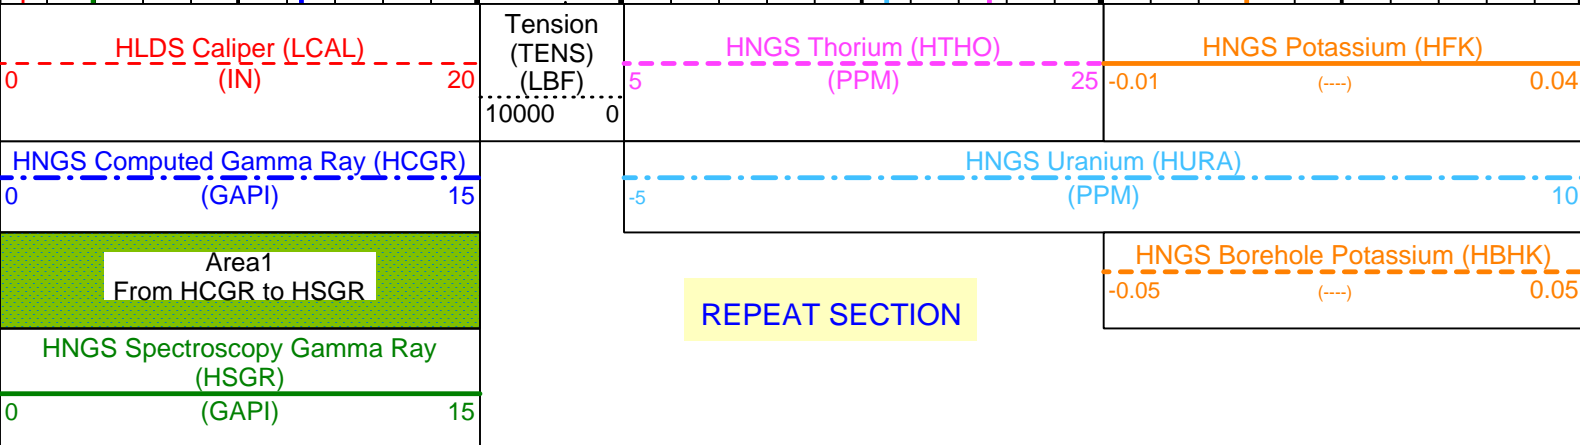 HLDS Caliper (LCAL)
0 (IN) 20
Tension
(TENS)
(LBF)
10000 0
HNGS Thorium (HTHO)
5 (PPM) 25
HNGS Potassium (HFK)
-0.01 (----) 0.04
HNGS Computed Gamma Ray (HCGR)
0 (GAPI) 15
HNGS Uranium (HURA)
-5 (PPM) 10
Area1
From HCGR to HSGR
HNGS Borehole Potassium (HBHK)
-0.05 (----) 0.05
REPEAT SECTION
HNGS Spectroscopy Gamma Ray
(HSGR)
0 (GAPI) 15